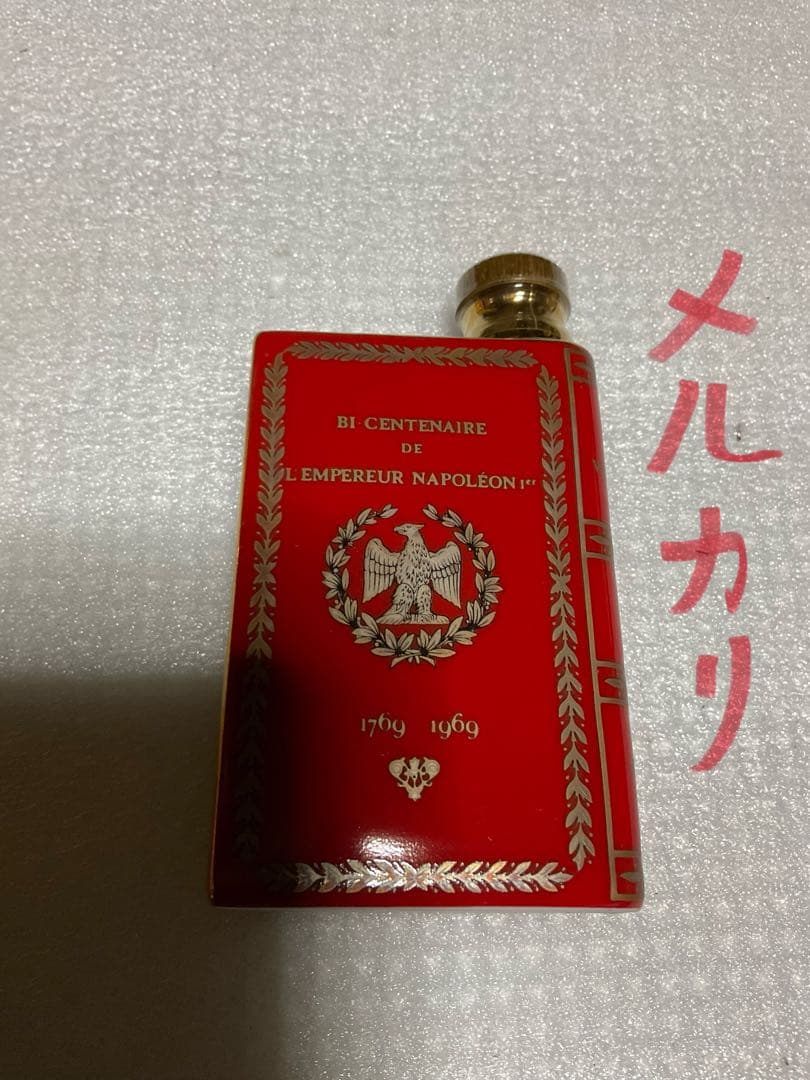 BI·CENTENAIRE
DE
L'EMPEREUR NAPOLÉON Ier
1769 1969
メルカリ